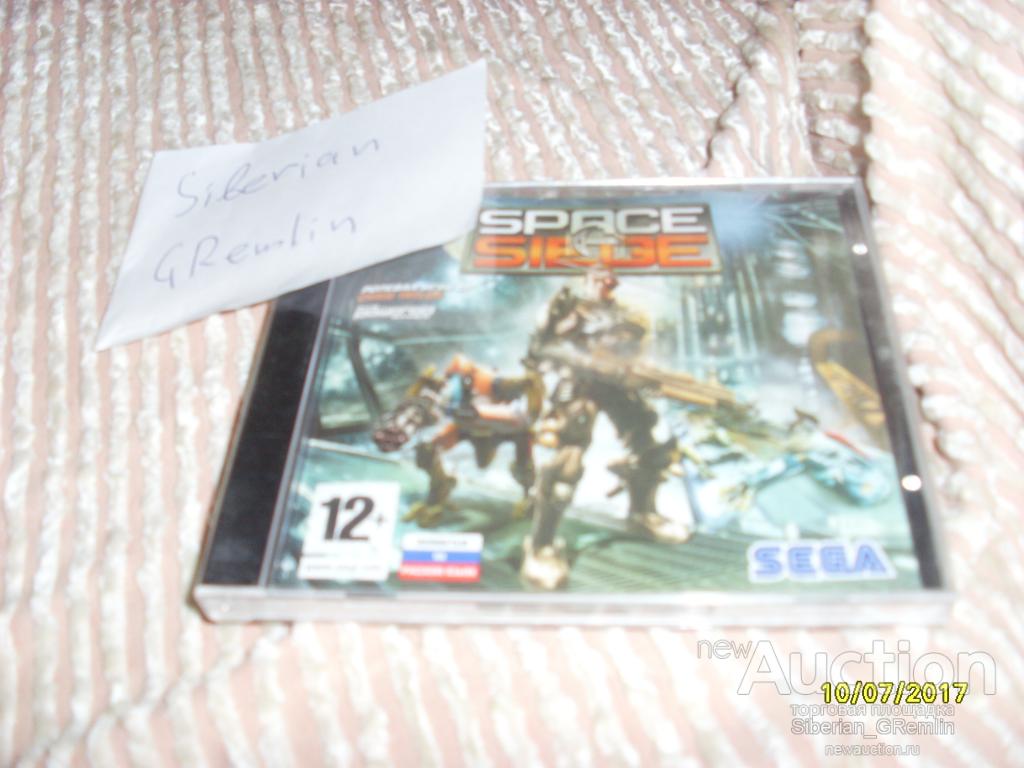 Siberian
GRemlin
SPACE
SIEGE
12+
SEGA
newAuction
10/07/2017
торговая площадка
Siberian_GRemlin
newauction.ru